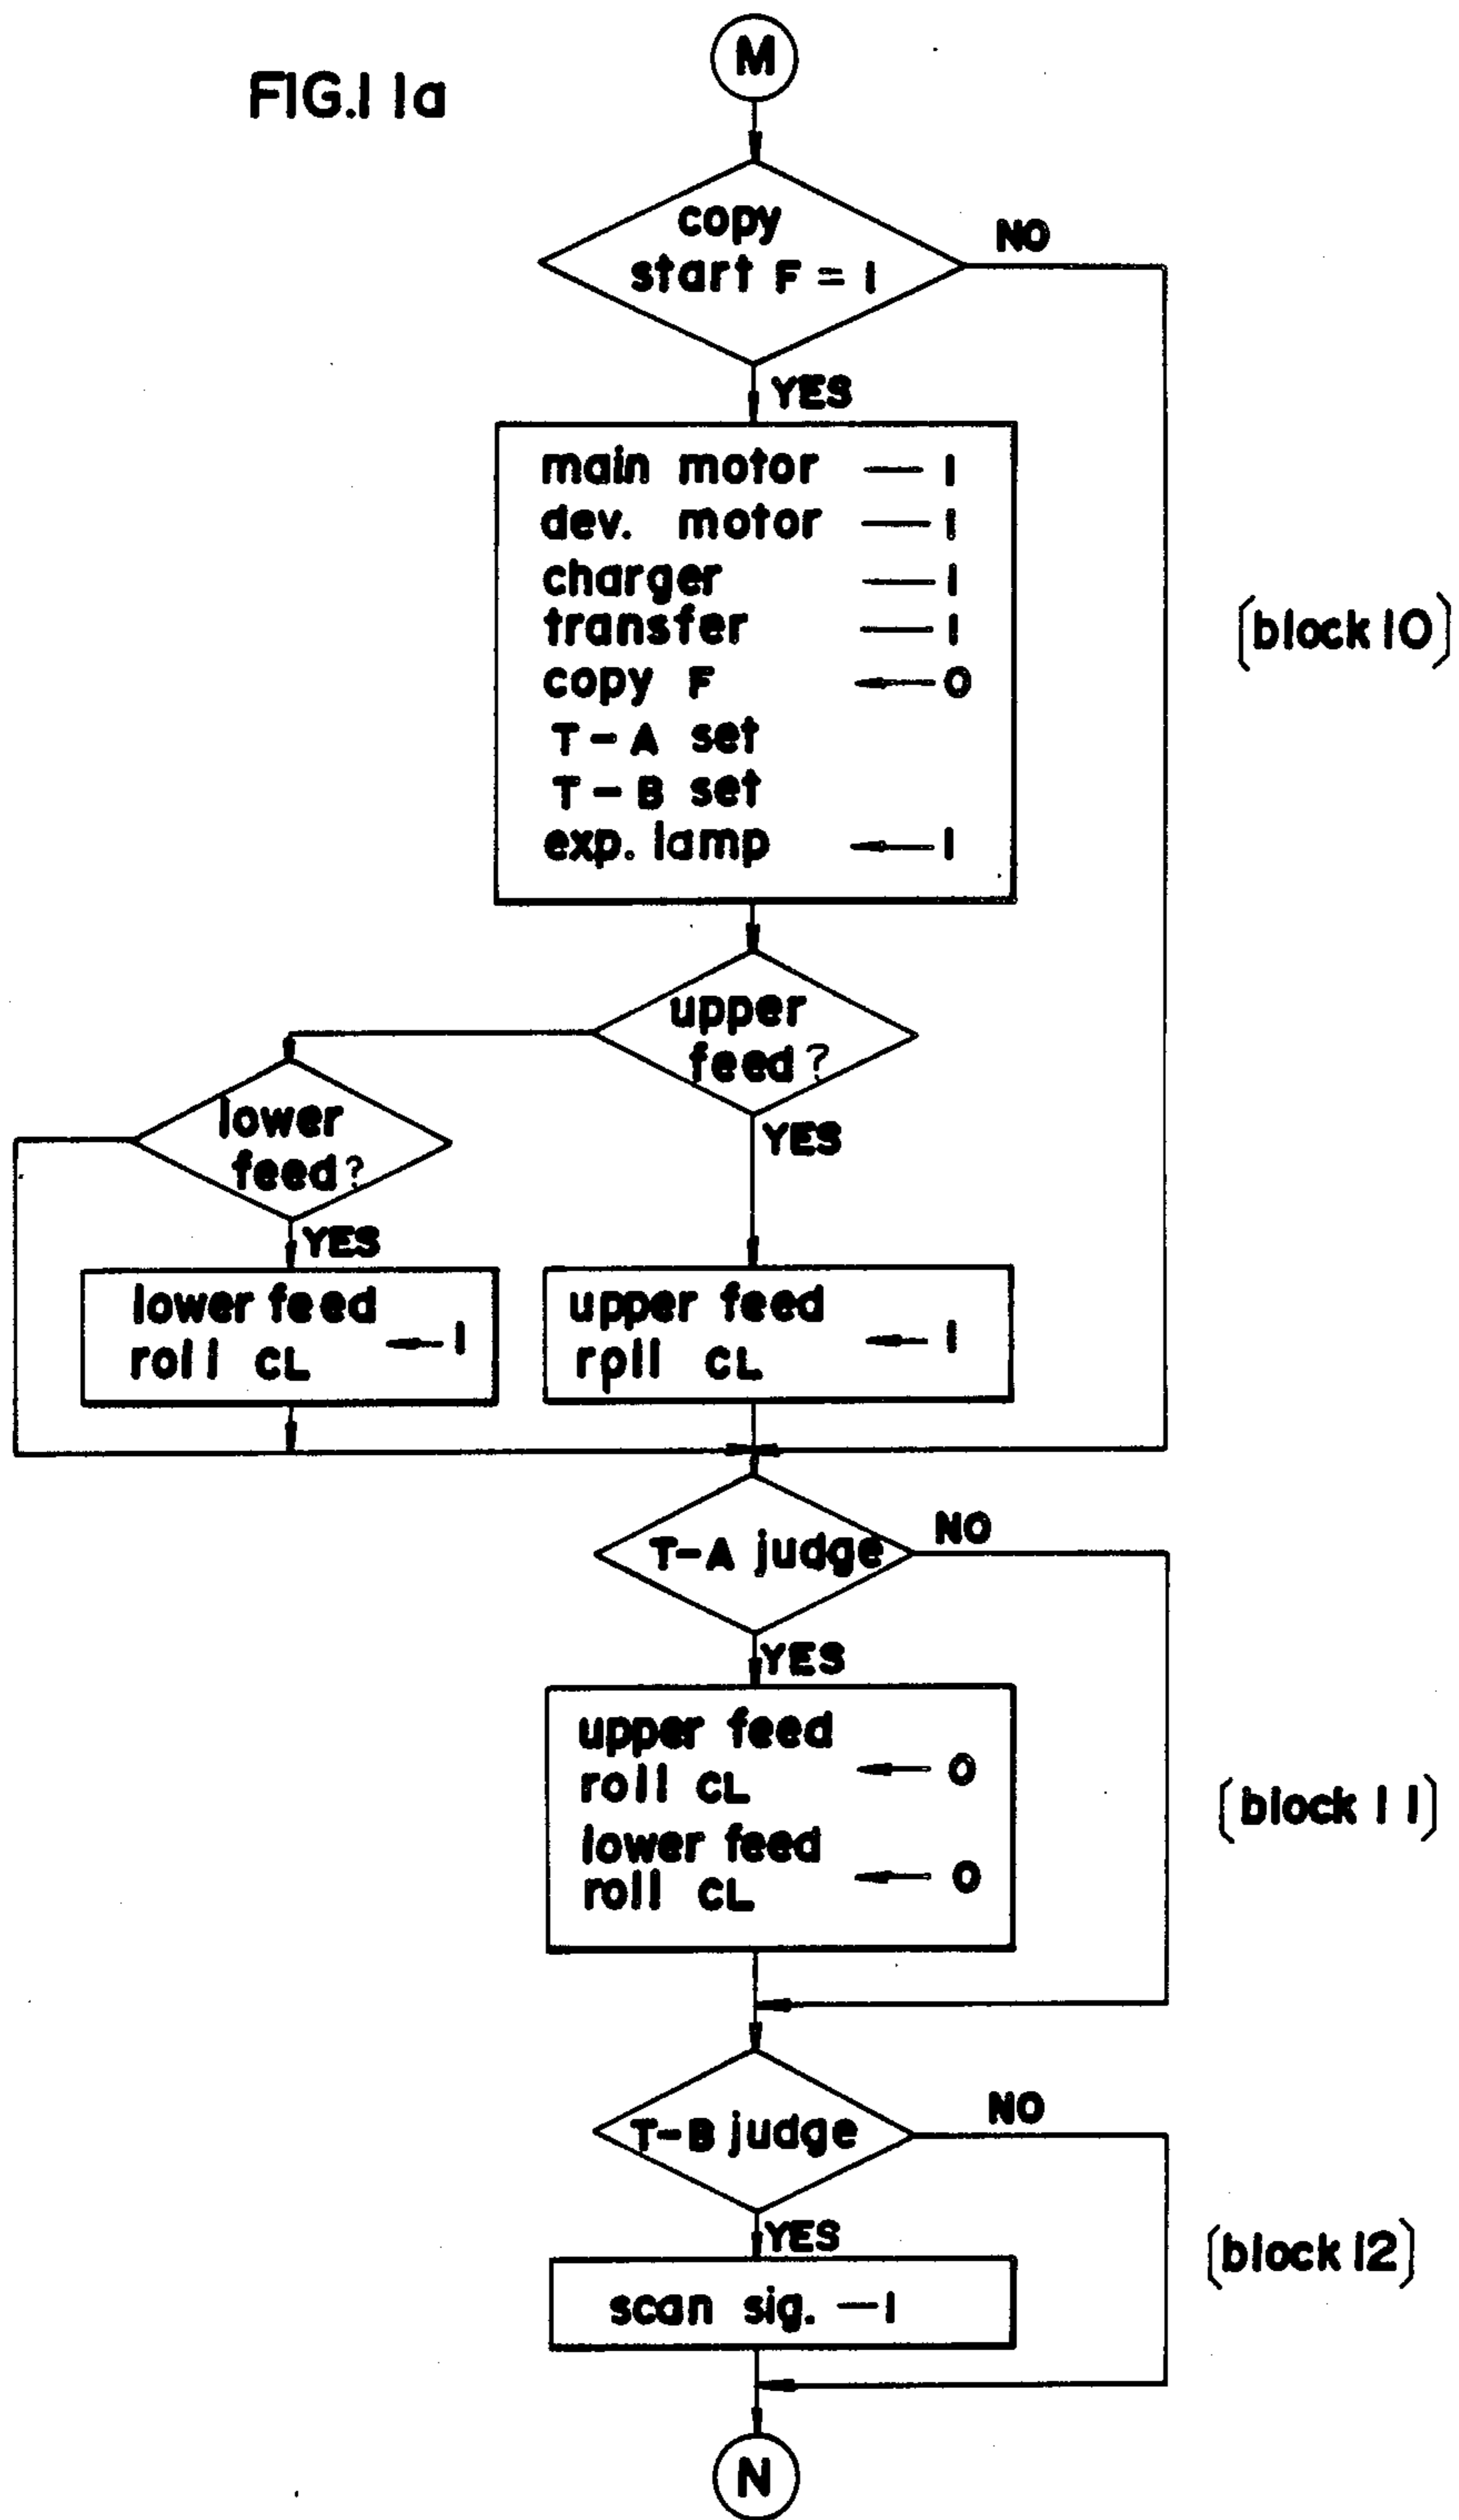 M
FIG.11a
copy
start F = 1
NO
YES
main motor — 1
dev. motor — 1
charger — 1
transfer — 1
copy F ← 0
T-A set
T-B set
exp. lamp ← 1
(block 10)
upper
feed?
YES
lower
feed?
YES
lower feed
roll CL ← 1
upper feed
roll CL ← 1
T-A judge
NO
YES
upper feed
roll CL ← 0
lower feed
roll CL ← 0
(block 11)
T-B judge
NO
YES
scan sig. — 1
(block 12)
N